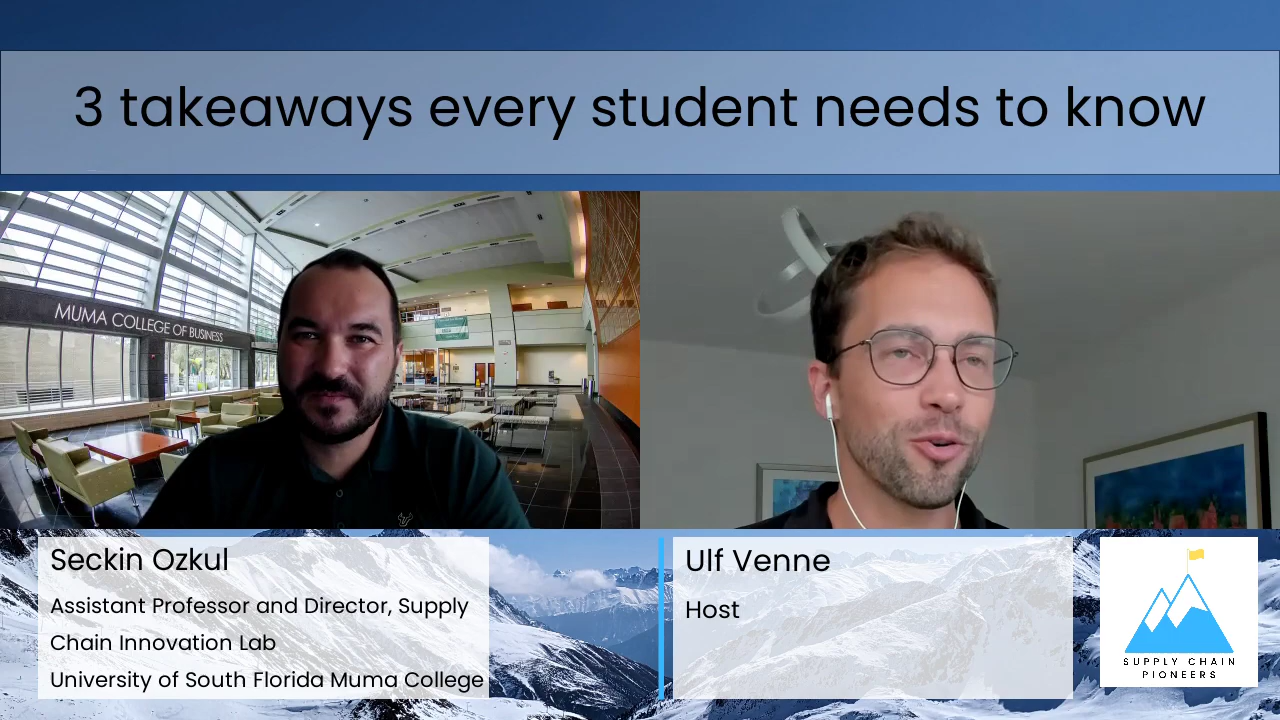 3 takeaways every student needs to know
MUMA COLLEGE OF BUSINESS
Seckin Ozkul
Assistant Professor and Director, Supply
Chain Innovation Lab
University of South Florida Muma College
Ulf Venne
Host
SUPPLY CHAIN
PIONEERS